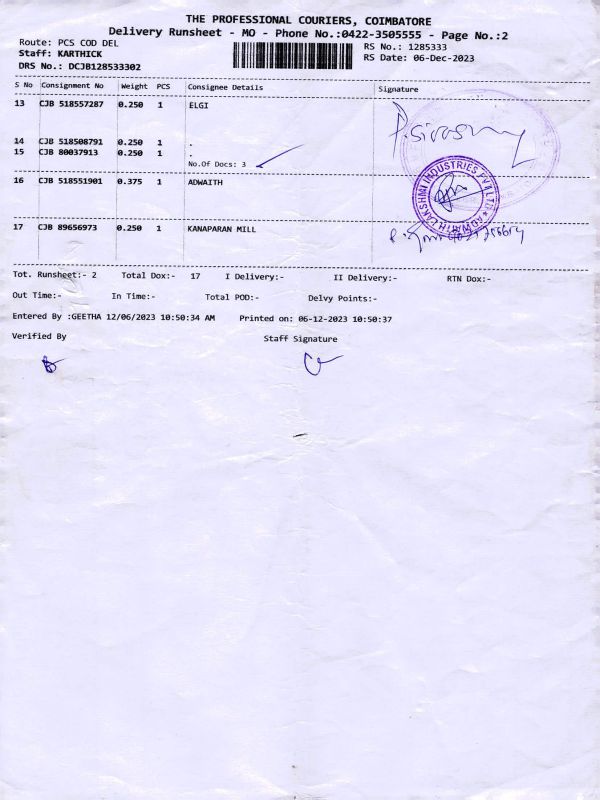 THE PROFESSIONAL COURIERS, COIMBATORE
Delivery Runsheet - MO - Phone No.:0422-3505555 - Page No.:2
Route: PCS COD DEL
Staff: KARTHICK
DRS No.: DCJB128533302
RS No.: 1285333
RS Date: 06-Dec-2023
S No Consignment No Weight PCS Consignee Details Signature
13 CJB 518557287 0.250 1 ELGI
14 CJB 518508791 0.250 1 .
15 CJB 80037913 0.250 1 .
No.Of Docs: 3
16 CJB 518551901 0.375 1 ADWAITH
ADWAITH LAKSHMI INDUSTRIES PVT LTD
17 CJB 89656973 0.250 1 KANAPARAN MILL
Tot. Runsheet:- 2 Total Dox:- 17 I Delivery:- II Delivery:- RTN Dox:-
Out Time:- In Time:- Total POD:- Delvy Points:-
Entered By :GEETHA 12/06/2023 10:50:34 AM Printed on: 06-12-2023 10:50:37
Verified By Staff Signature